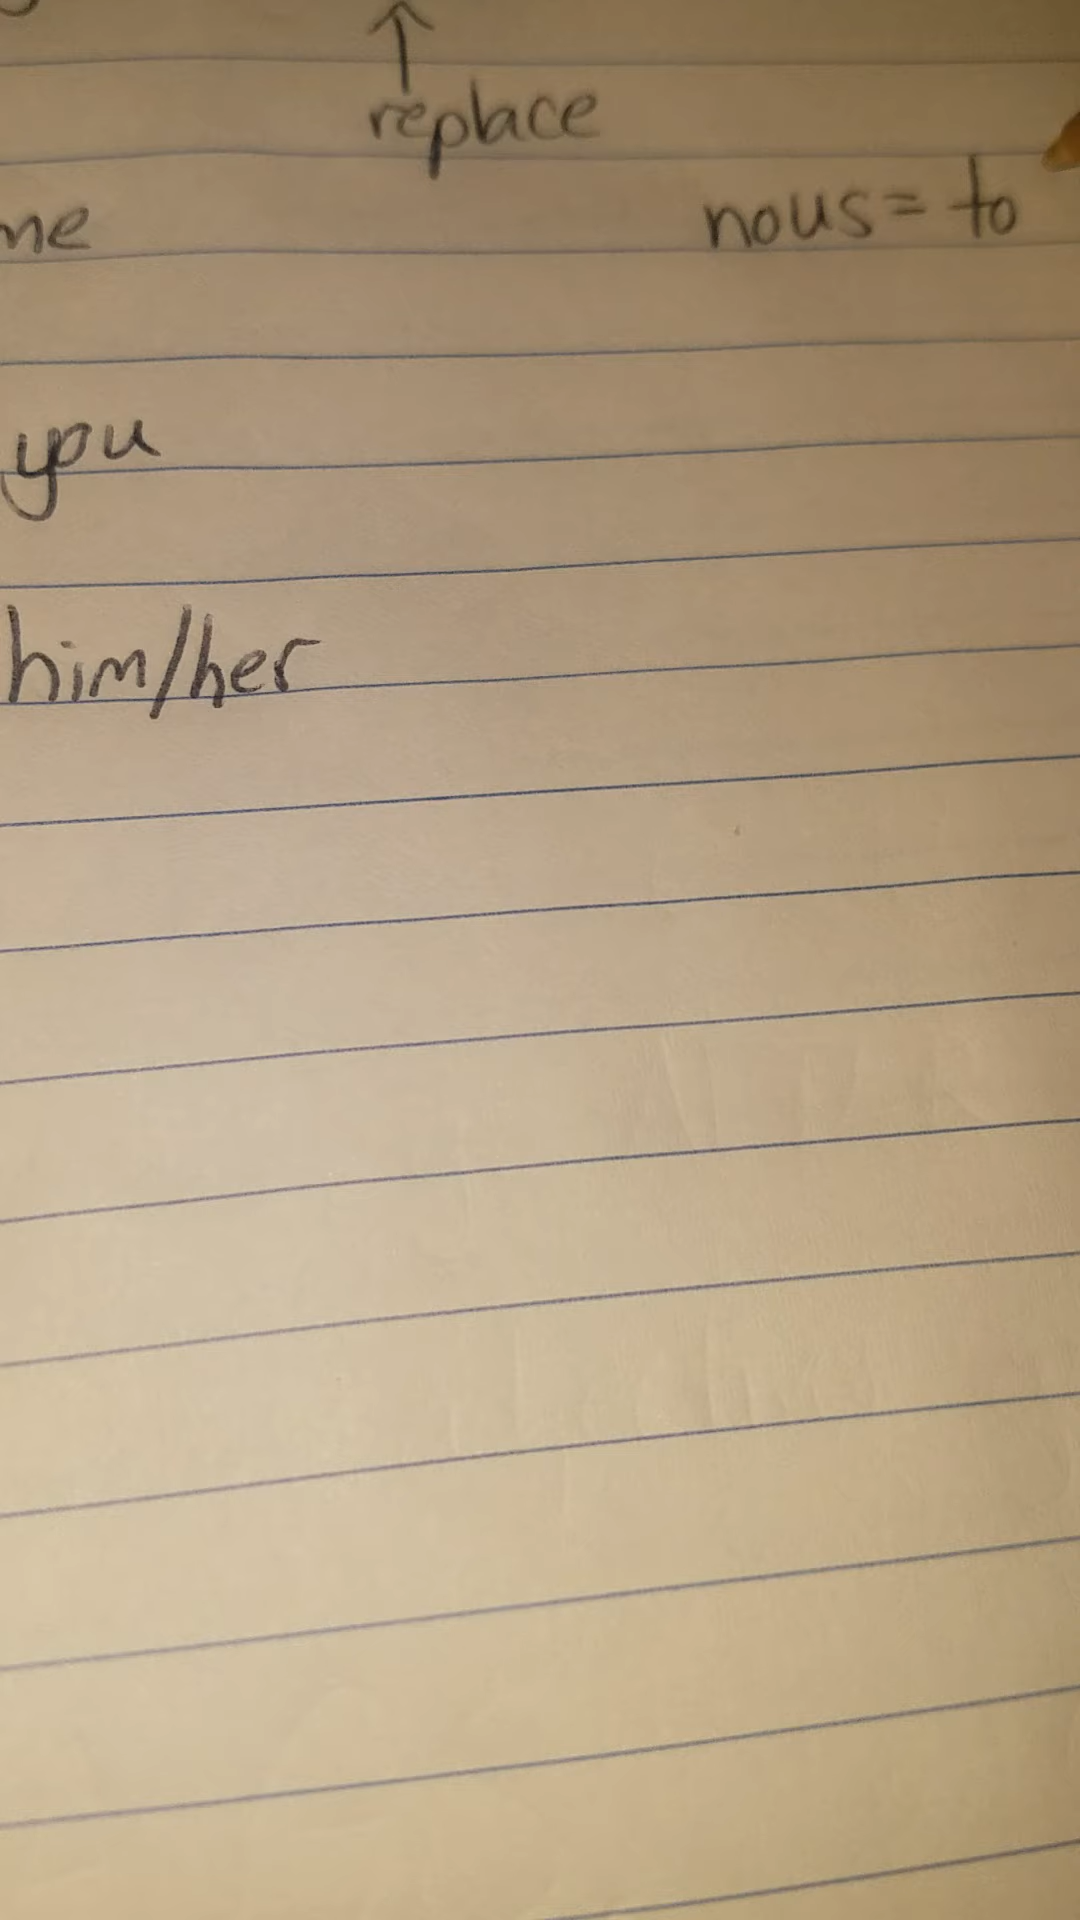 replace
me
nous = to
you
him/her